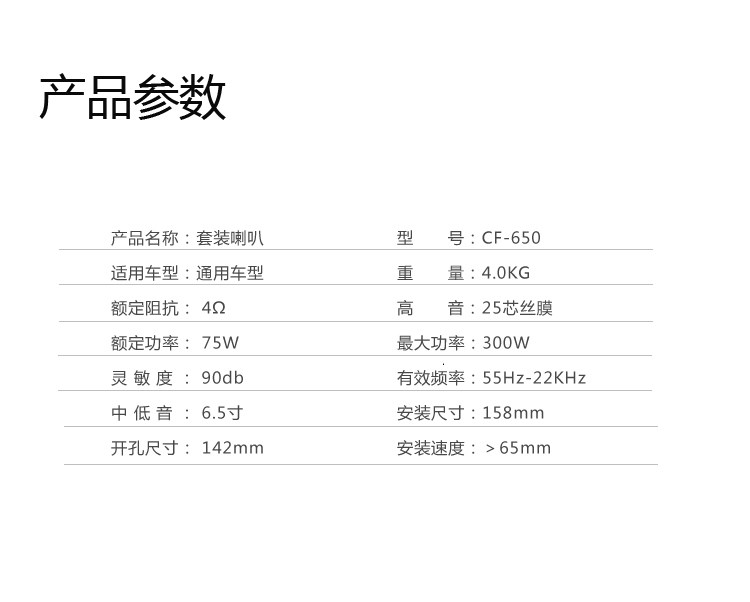 产品参数
产品名称：套装喇叭 型 号：CF-650
适用车型：通用车型 重 量：4.0KG
额定阻抗： 4Ω 高 音：25芯丝膜
额定功率： 75W 最大功率：300W
灵 敏 度 ： 90db 有效频率：55Hz-22KHz
中 低 音 ： 6.5寸 安装尺寸：158mm
开孔尺寸： 142mm 安装速度：＞65mm